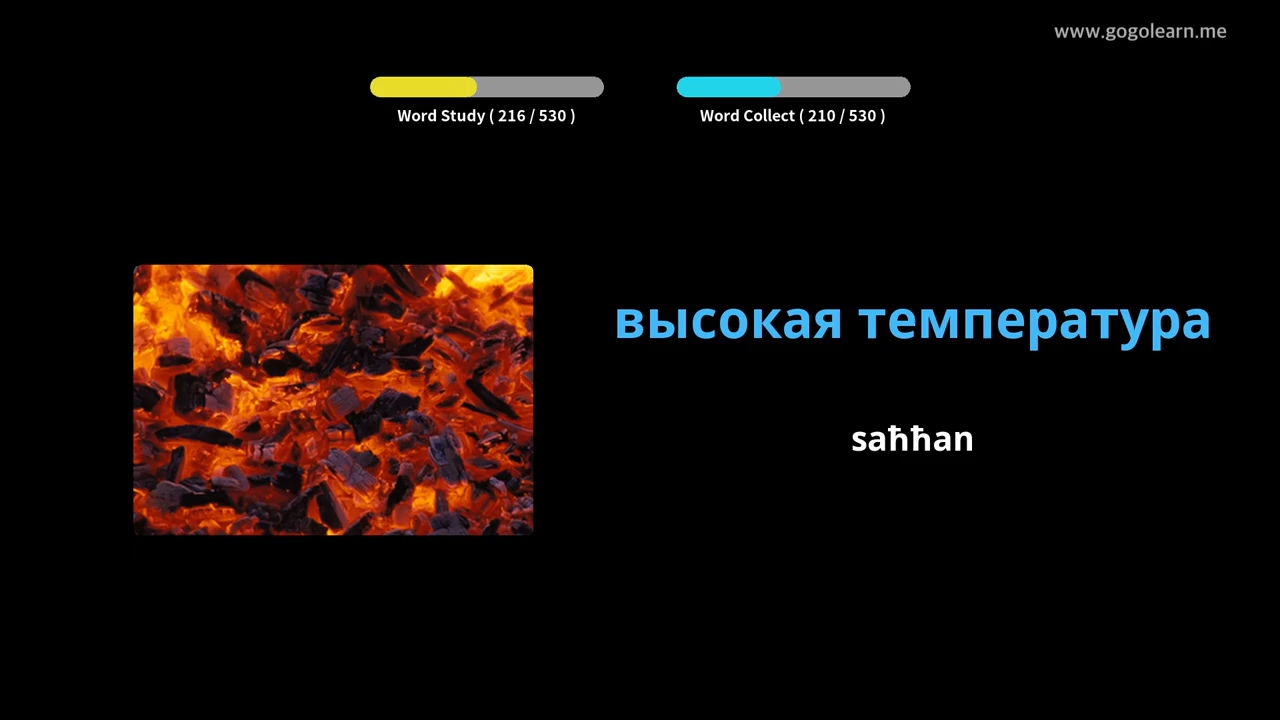 www.gogolearn.me
Word Study ( 216 / 530 )
Word Collect ( 210 / 530 )
высокая температура
saħħan